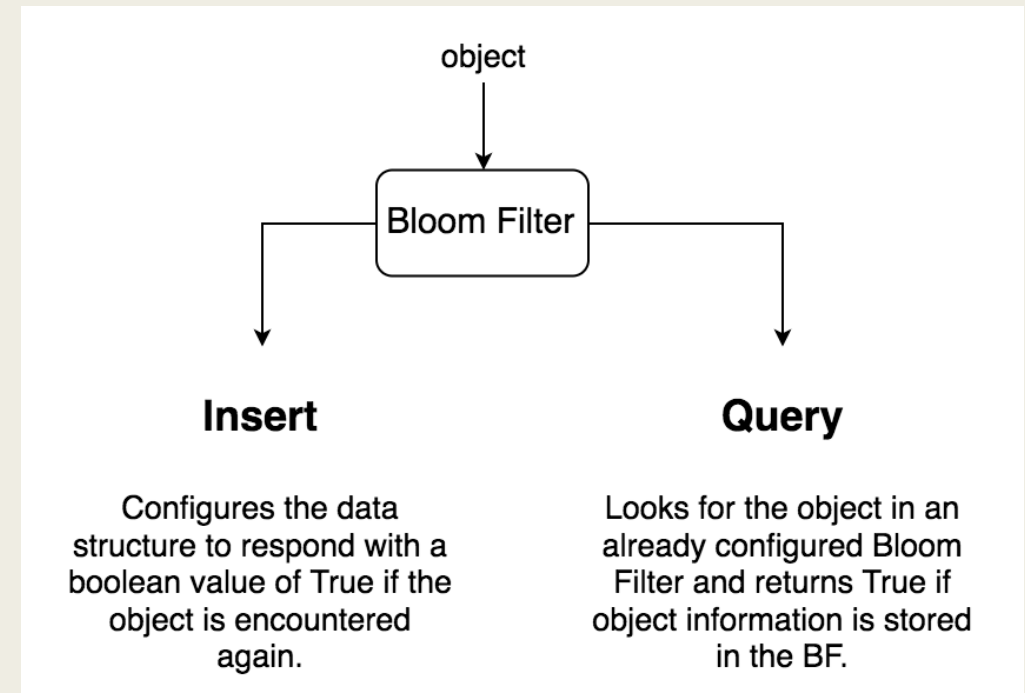 object
Bloom Filter
Insert
Configures the data
structure to respond with a
boolean value of True if the
object is encountered
again.
Query
Looks for the object in an
already configured Bloom
Filter and returns True if
object information is stored
in the BF.